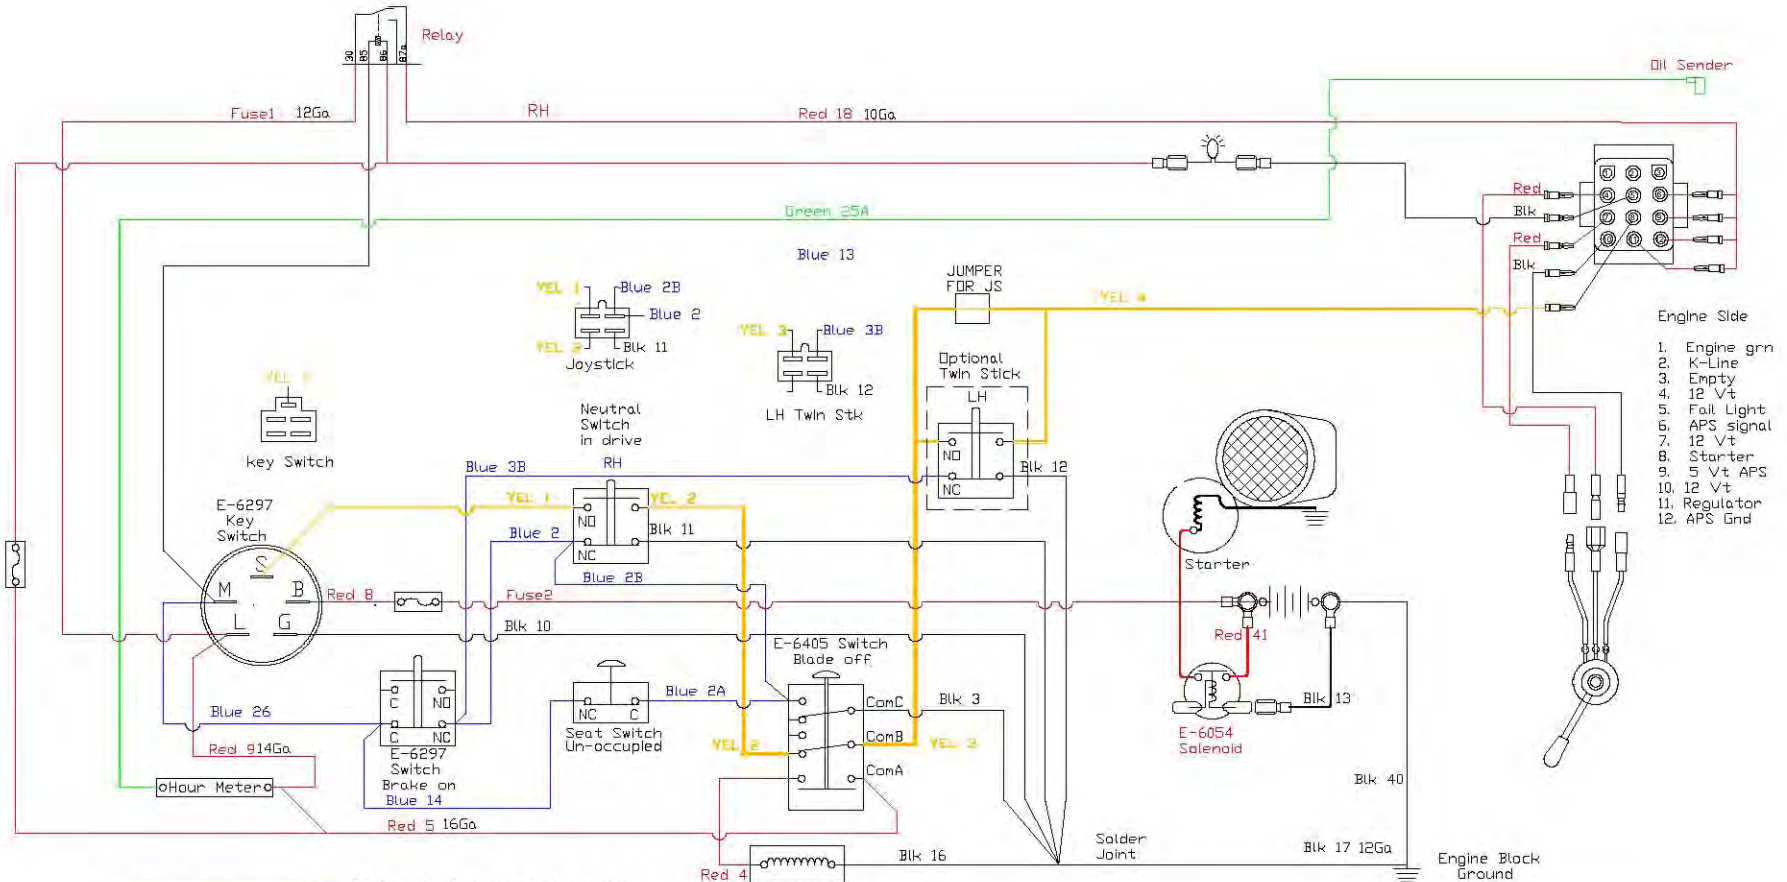 Relay
30
85
86
87a
Oil Sender
Fuse1 12Ga
RH
Red 18 10Ga
Green 25A
Blue 13
Red
Blk
Red
Blk
JUMPER
FOR JS
YEL 4
YEL 1
Blue 2B
Blue 2
YEL 2
Blk 11
Joystick
YEL 3
Blue 3B
Blk 12
LH Twin Stk
Optional
Twin Stick
LH
NO
NC
Blk 12
Engine Side
1. Engine grn
2. K-Line
3. Empty
4. 12 Vt
5. Fail Light
6. APS signal
7. 12 Vt
8. Starter
9. 5 Vt APS
10. 12 Vt
11. Regulator
12. APS Gnd
key Switch
Neutral
Switch
in drive
RH
Blue 3B
YEL 1
YEL 2
NO
NC
Blue 2
Blk 11
Blue 2B
E-6297
Key
Switch
S
M
B
L
G
Red 8
Fuse2
Blk 10
Starter
Red 41
Blk 13
E-6054
Solenoid
E-6405 Switch
Blade off
ComC
ComB
ComA
Blk 3
YEL 2
YEL 3
Blue 26
C
NO
C
NC
E-6297
Switch
Brake on
NC
C
Blue 2A
Seat Switch
Un-occupied
Red 9 14Ga
Hour Meter
Blue 14
Red 5 16Ga
Red 4
Blk 16
Solder
Joint
Blk 40
Blk 17 12Ga
Engine Block
Ground